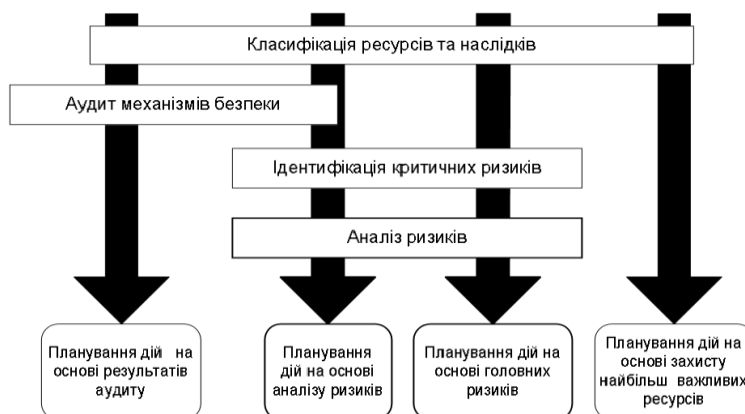 Класифікація ресурсів та наслідків
Аудит механізмів безпеки
Ідентифікація критичних ризиків
Аналіз ризиків
Планування дій на
основі результатів
аудиту
Планування
дій на основі
аналізу ризиків
Планування дій на
основі головних
ризиків
Планування дій на
основі захисту
найбільш важливих
ресурсів